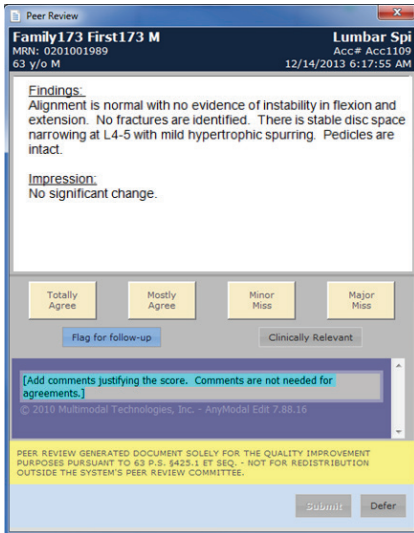 Peer Review
Family173 First173 M
Lumbar Spi
MRN: 0201001989
Acc# Acc1109
63 y/o M
12/14/2013 6:17:55 AM
Findings:
Alignment is normal with no evidence of instability in flexion and
extension. No fractures are identified. There is stable disc space
narrowing at L4-5 with mild hypertrophic spurring. Pedicles are
intact.
Impression:
No significant change.
Totally
Agree
Mostly
Agree
Minor
Miss
Major
Miss
Flag for follow-up
Clinically Relevant
[Add comments justifying the score. Comments are not needed for
agreements.]
© 2010 Multimodal Technologies, Inc. - AnyModal Edit 7.88.16
PEER REVIEW GENERATED DOCUMENT SOLELY FOR THE QUALITY IMPROVEMENT
PURPOSES PURSUANT TO 63 P.S. §425.1 ET SEQ. - NOT FOR REDISTRIBUTION
OUTSIDE THE SYSTEM'S PEER REVIEW COMMITTEE.
Submit
Defer